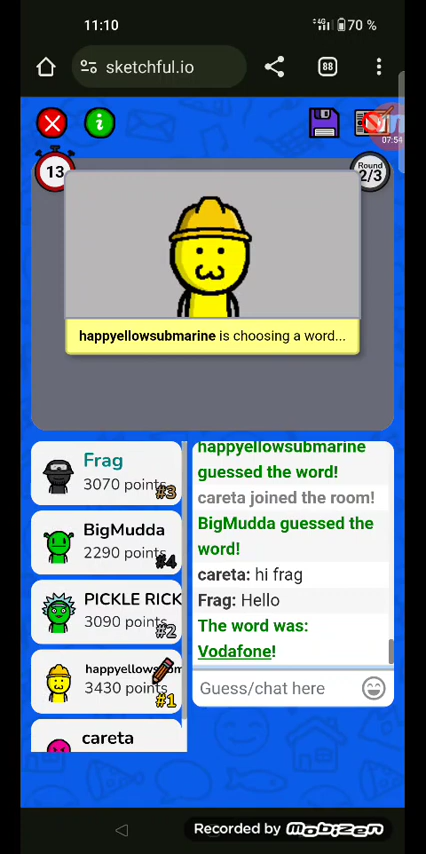 11:10
4G
70 %
sketchful.io
88
07:54
13
Round
2/3
happyellowsubmarine is choosing a word...
Frag
3070 points
#3
BigMudda
2290 points
#4
PICKLE RICK
3090 points
#2
3430 points
#1
careta
happyellowsubmarine
guessed the word!
careta joined the room!
BigMudda guessed the
word!
careta: hi frag
Frag: Hello
The word was:
Vodafone!
Guess/chat here
Recorded by Mobizen